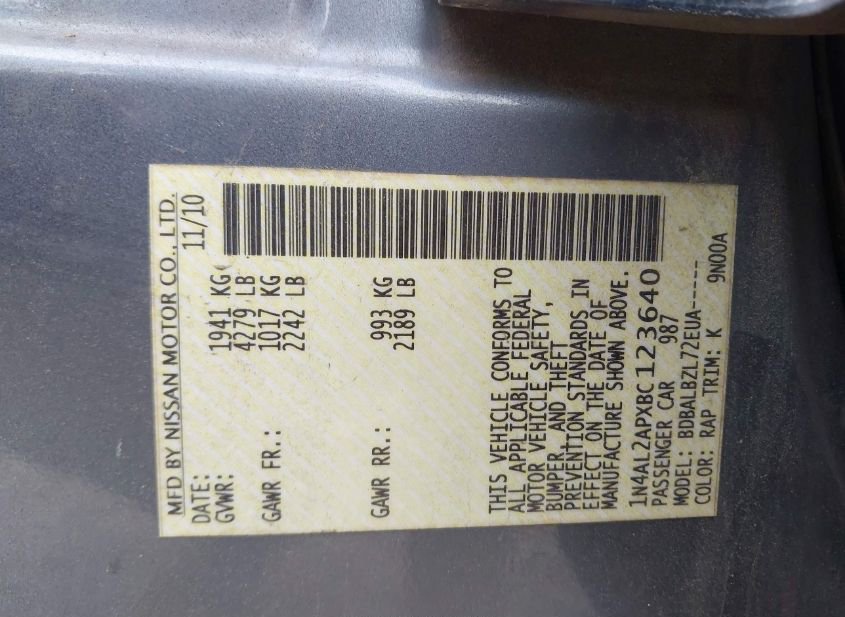 MFD BY NISSAN MOTOR CO., LTD.
DATE: 11/10
GVWR: 1941 KG
4279 LB
GAWR FR.: 1017 KG
2242 LB
GAWR RR.: 993 KG
2189 LB
THIS VEHICLE CONFORMS TO
ALL APPLICABLE FEDERAL
MOTOR VEHICLE SAFETY,
BUMPER, AND THEFT
PREVENTION STANDARDS IN
EFFECT ON THE DATE OF
MANUFACTURE SHOWN ABOVE.
1N4AL2APXBC123640
PASSENGER CAR 987
MODEL: BDBALBZL72EUA-----
COLOR: RAP TRIM: K 9N00A